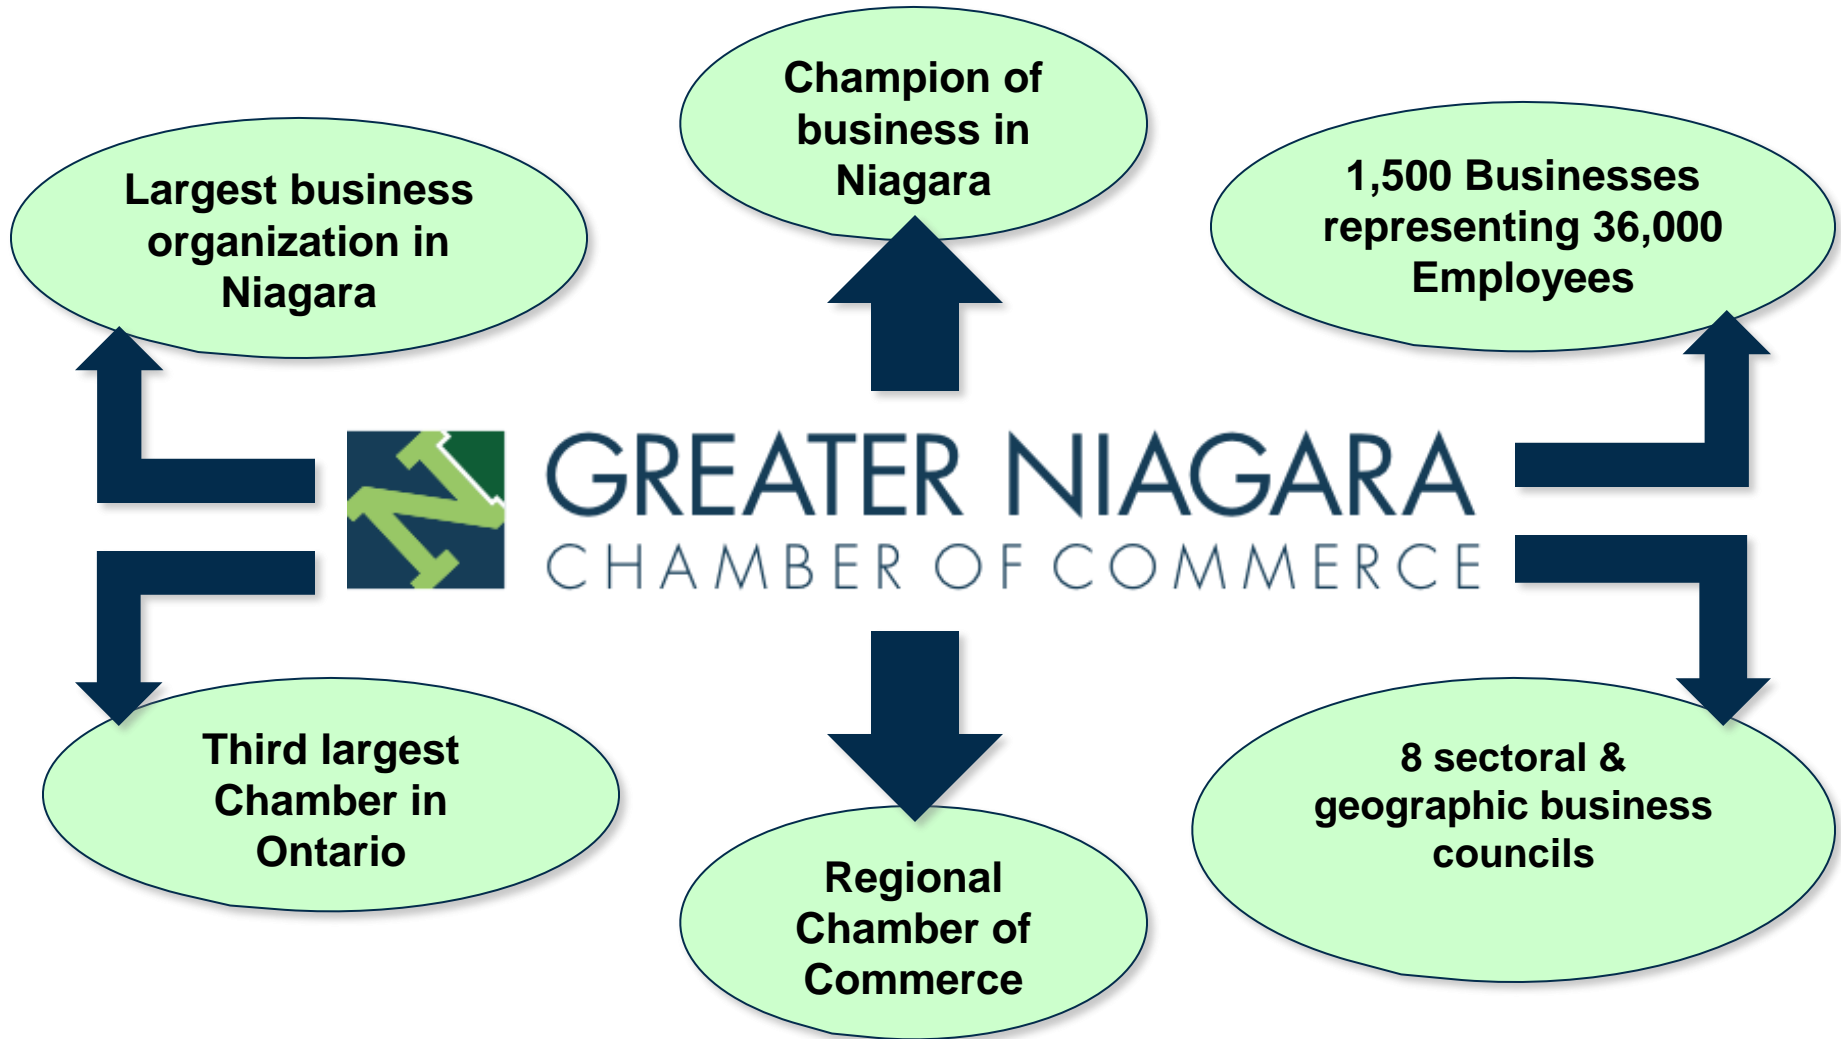 Champion of
business in
Niagara
Largest business
organization in
Niagara
1,500 Businesses
representing 36,000
Employees
GREATER NIAGARA
CHAMBER OF COMMERCE
Third largest
Chamber in
Ontario
Regional
Chamber of
Commerce
8 sectoral &
geographic business
councils